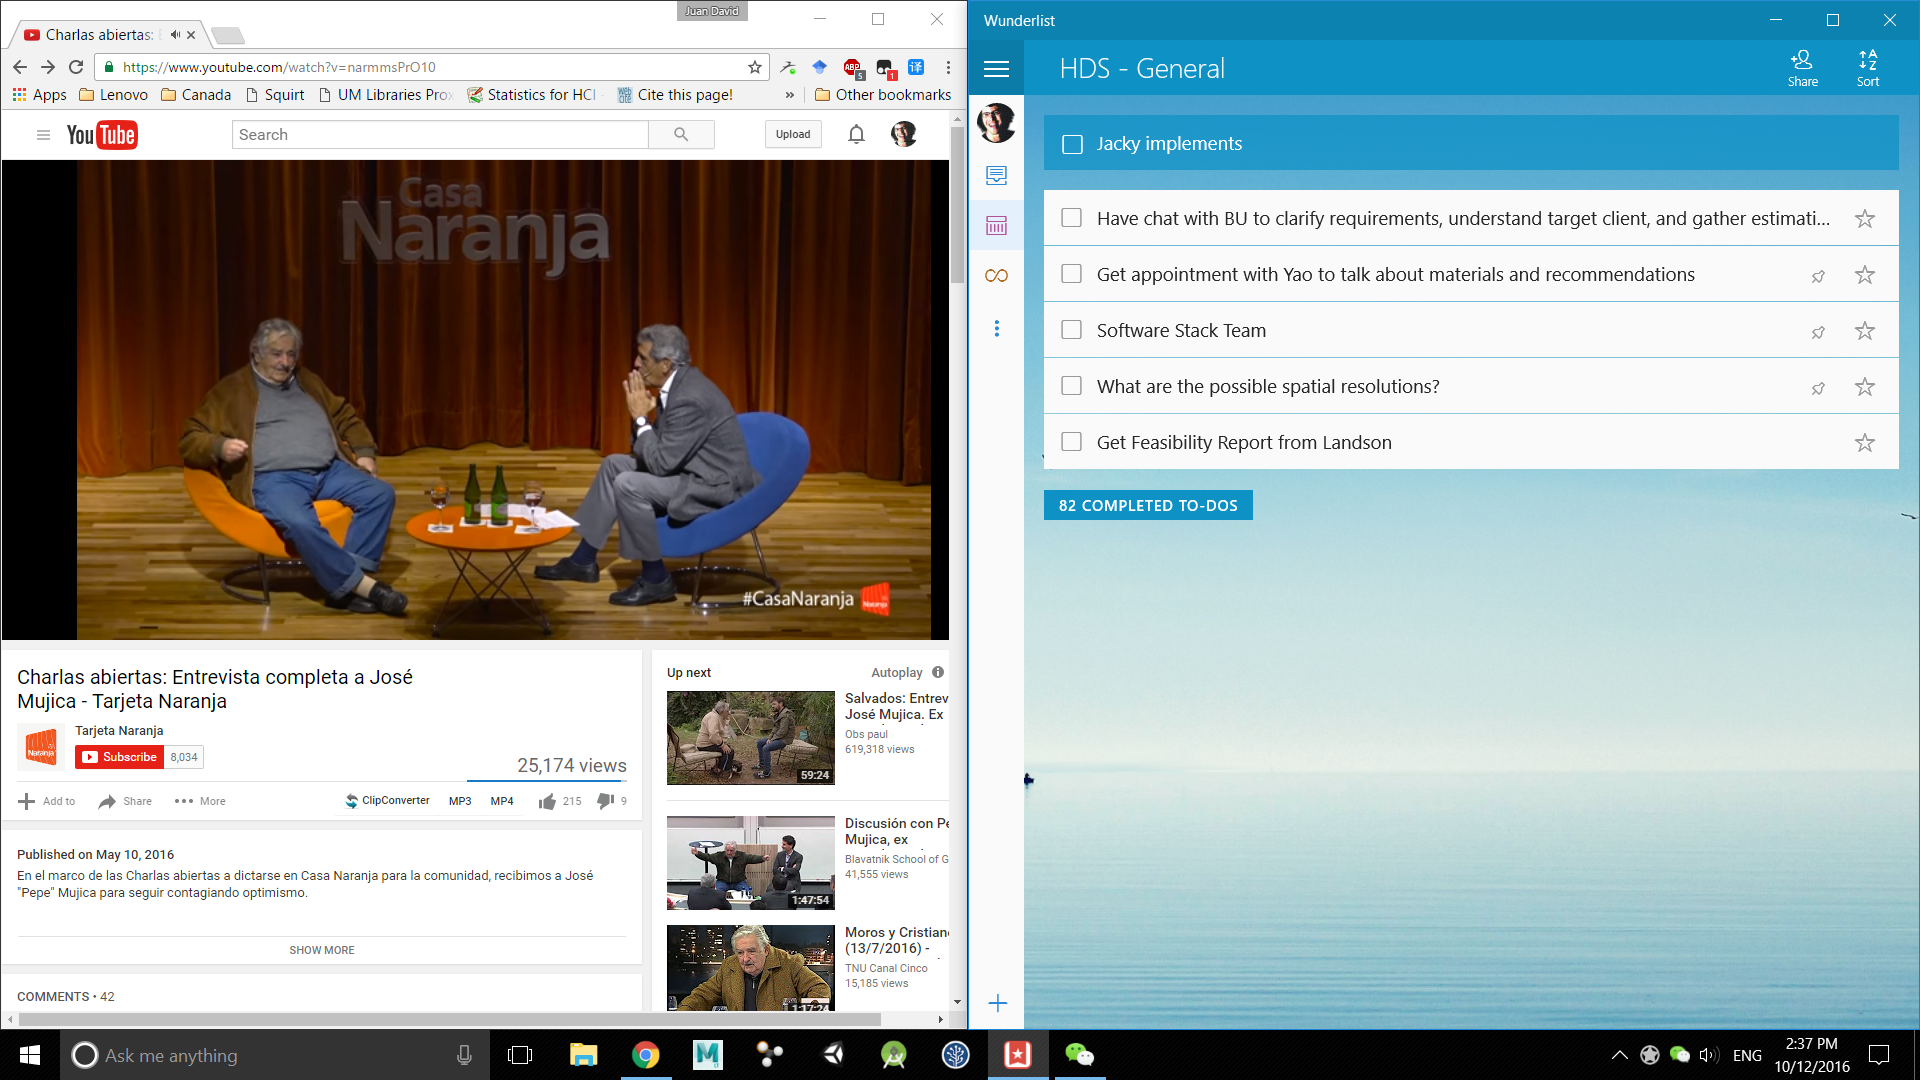 Juan David
Charlas abiertas:
https://www.youtube.com/watch?v=narmmsPrO10
5
1
Apps
Lenovo
Canada
Squirt
UM Libraries Prox
Statistics for HCI
Cite this page!
»
Other bookmarks
YouTube
Search
Upload
Casa
Naranja
#CasaNaranja
Naranja
Charlas abiertas: Entrevista completa a José
Mujica - Tarjeta Naranja
Naranja
Tarjeta Naranja
Subscribe
8,034
25,174 views
Add to
Share
More
ClipConverter
MP3
MP4
215
9
Published on May 10, 2016
En el marco de las Charlas abiertas a dictarse en Casa Naranja para la comunidad, recibimos a José
"Pepe" Mujica para seguir contagiando optimismo.
SHOW MORE
COMMENTS • 42
Up next
Autoplay
59:24
Salvados: Entrev
José Mujica. Ex
Obs paul
619,318 views
1:47:54
Discusión con Pe
Mujica, ex
Blavatnik School of G
41,555 views
1:17:24
Moros y Cristiano
(13/7/2016) -
TNU Canal Cinco
15,185 views
Wunderlist
HDS - General
Share
Sort
Jacky implements
Have chat with BU to clarify requirements, understand target client, and gather estimati...
Get appointment with Yao to talk about materials and recommendations
Software Stack Team
What are the possible spatial resolutions?
Get Feasibility Report from Landson
82 COMPLETED TO-DOS
Ask me anything
ENG
2:37 PM
10/12/2016